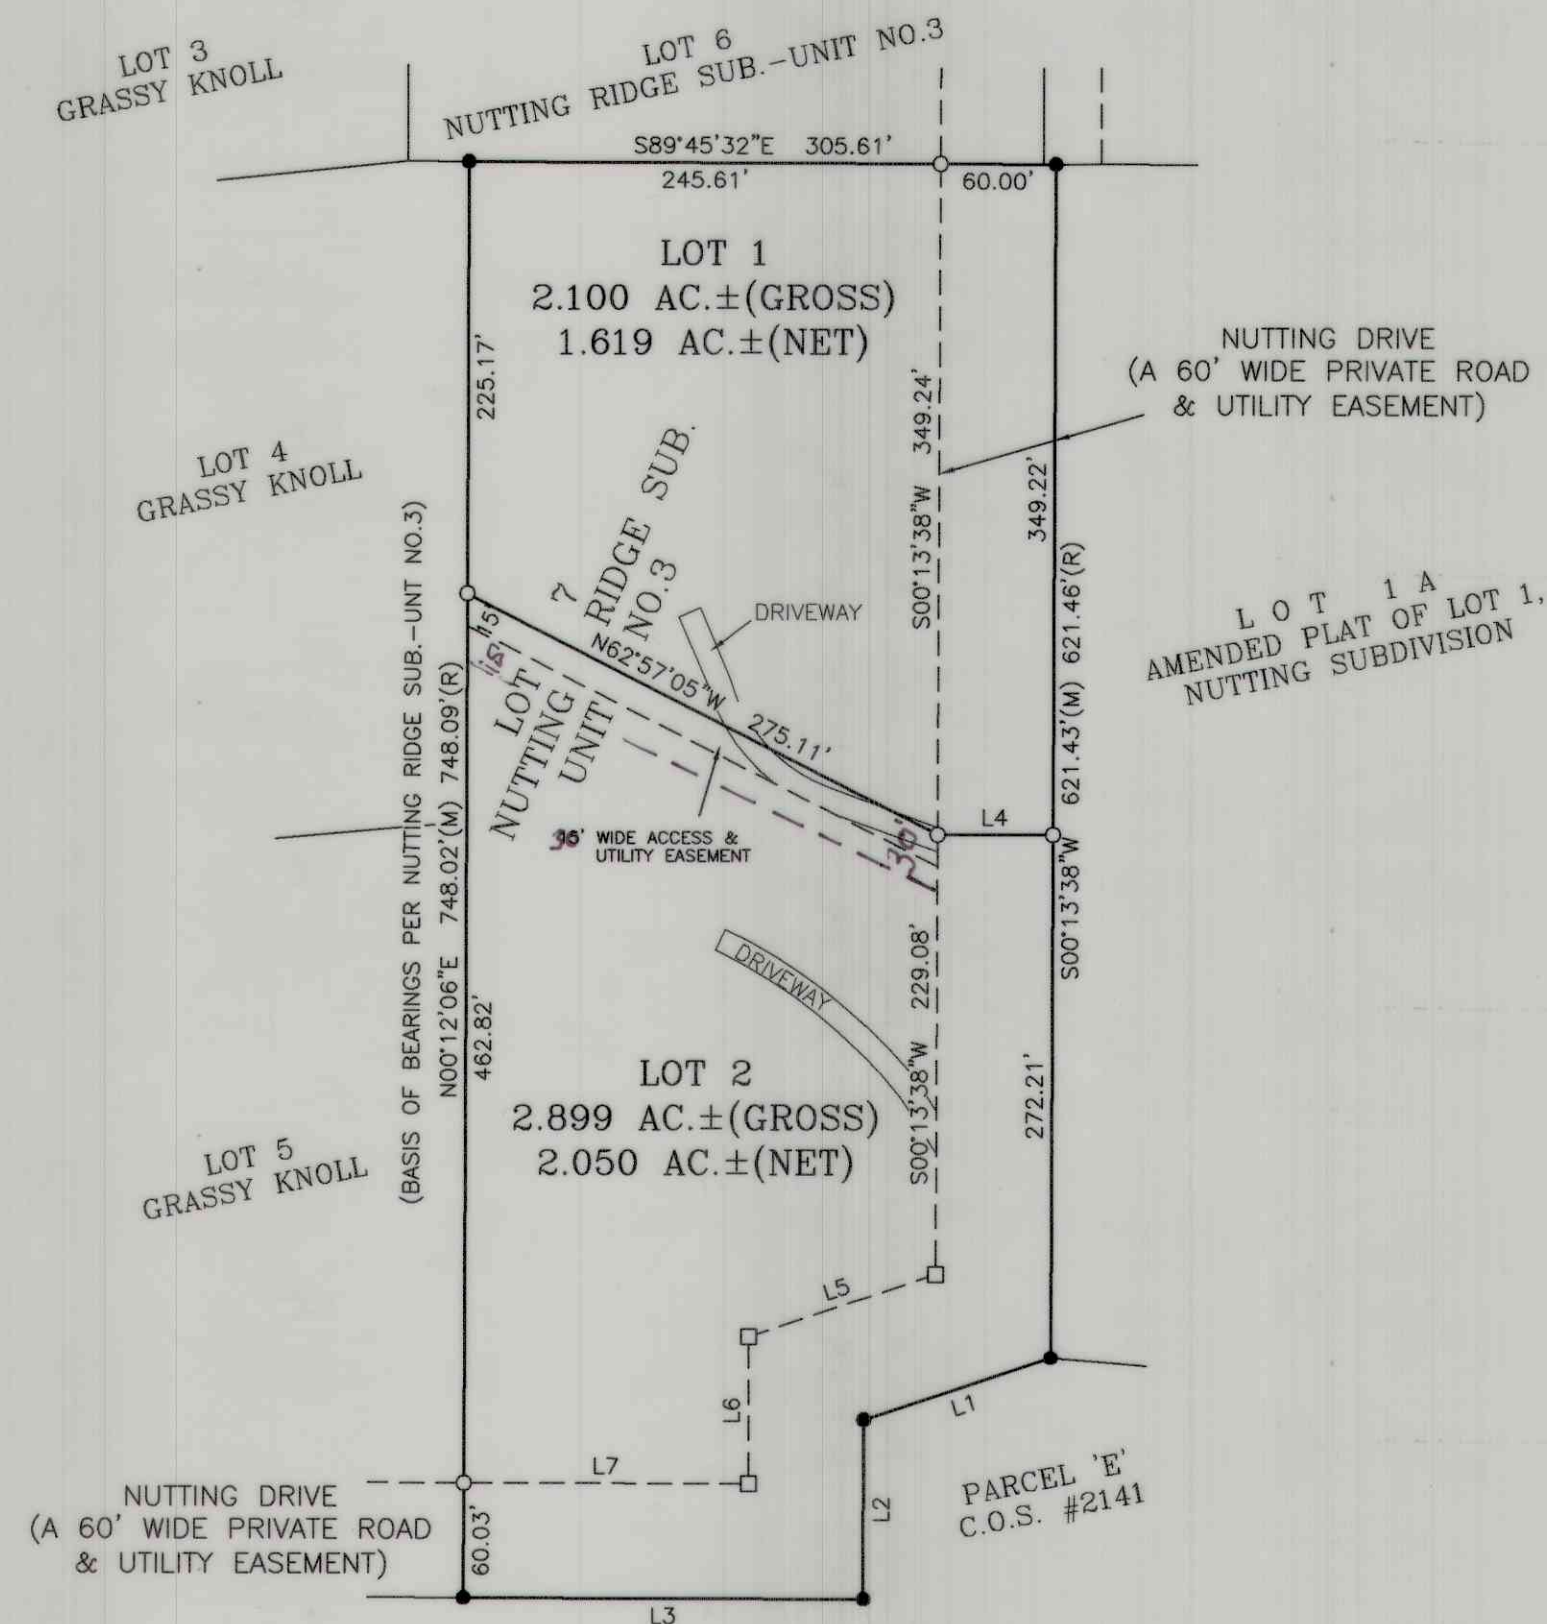 LOT 3
GRASSY KNOLL
LOT 6
NUTTING RIDGE SUB.-UNIT NO.3
S89°45'32"E 305.61'
245.61'
60.00'
LOT 1
2.100 AC.±(GROSS)
1.619 AC.±(NET)
225.17'
S00°13'38"W 349.24'
NUTTING DRIVE
(A 60' WIDE PRIVATE ROAD
& UTILITY EASEMENT)
349.22'
LOT 4
GRASSY KNOLL
(BASIS OF BEARINGS PER NUTTING RIDGE SUB.-UNT NO.3)
N00°12'06"E 748.02'(M) 748.09'(R)
LOT 7
NUTTING RIDGE SUB.
UNIT NO.3
DRIVEWAY
15'
N62°57'05"W 275.11'
S00°13'38"W 621.43'(M) 621.46'(R)
LOT 1A
AMENDED PLAT OF LOT 1,
NUTTING SUBDIVISION
L4
30'
WIDE ACCESS &
UTILITY EASEMENT
DRIVEWAY
S00°13'38"W 229.08'
462.82'
LOT 2
2.899 AC.±(GROSS)
2.050 AC.±(NET)
272.21'
LOT 5
GRASSY KNOLL
L5
L6
L1
L7
L2
PARCEL 'E'
C.O.S. #2141
NUTTING DRIVE
(A 60' WIDE PRIVATE ROAD
& UTILITY EASEMENT)
60.03'
L3